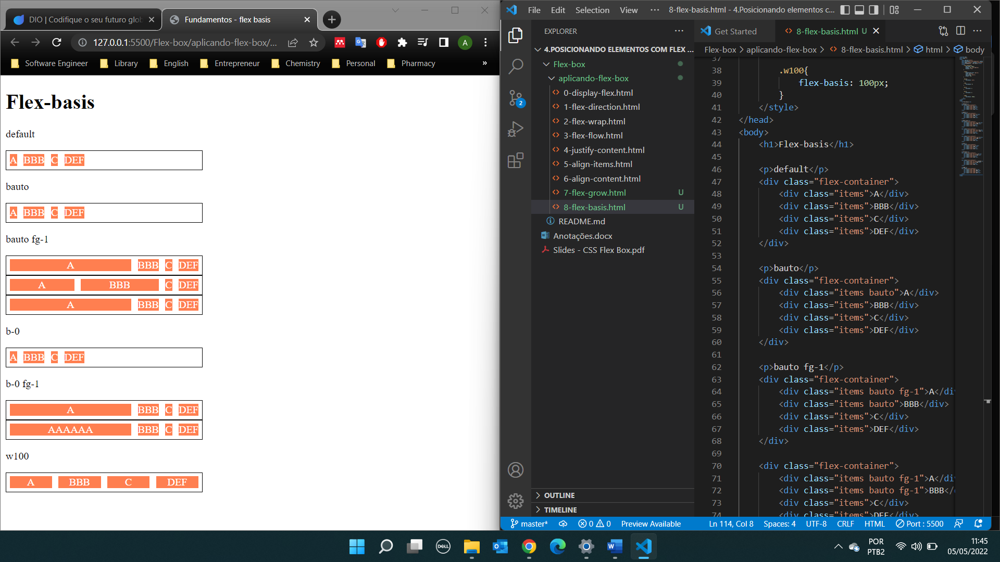 DIO | Codifique o seu futuro glob
Fundamentos - flex basis
127.0.0.1:5500/Flex-box/aplicando-flex-box/...
A
Software Engineer
Library
English
Entrepreneur
Chemistry
Personal
Pharmacy
»
Flex-basis
default
A BBB C DEF
bauto
A BBB C DEF
bauto fg-1
A BBB C DEF
A BBB C DEF
A BBB C DEF
b-0
A BBB C DEF
b-0 fg-1
A BBB C DEF
AAAAAA BBB C DEF
w100
A BBB C DEF
File Edit Selection View ··· 8-flex-basis.html - 4.Posicionando elementos c...
EXPLORER ···
4.POSICIONANDO ELEMENTOS COM FLEX ...
Flex-box
aplicando-flex-box
0-display-flex.html
1-flex-direction.html
2-flex-wrap.html
3-flex-flow.html
4-justify-content.html
5-align-items.html
6-align-content.html
7-flex-grow.html U
8-flex-basis.html U
README.md
Anotações.docx
Slides - CSS Flex Box.pdf
OUTLINE
TIMELINE
2
Get Started
<> 8-flex-basis.html U
Flex-box > aplicando-flex-box > <> 8-flex-basis.html > html > body
37
38 .w100{
39 flex-basis: 100px;
40 }
41 </style>
42 </head>
43 <body>
44 <h1>Flex-basis</h1>
45
46 <p>default</p>
47 <div class="flex-container">
48 <div class="items">A</div>
49 <div class="items">BBB</div>
50 <div class="items">C</div>
51 <div class="items">DEF</div>
52 </div>
53
54 <p>bauto</p>
55 <div class="flex-container">
56 <div class="items bauto">A</div>
57 <div class="items">BBB</div>
58 <div class="items">C</div>
59 <div class="items">DEF</div>
60 </div>
61
62 <p>bauto fg-1</p>
63 <div class="flex-container">
64 <div class="items bauto fg-1">A</di
65 <div class="items bauto">BBB</div>
66 <div class="items">C</div>
67 <div class="items">DEF</div>
68 </div>
69
70 <div class="flex-container">
71 <div class="items bauto fg-1">A</di
72 <div class="items bauto fg-1">BBB</
73 <div class="items">C</div>
74 <div class="items">DEF</div>
master* 0 0 Preview Available Ln 114, Col 8 Spaces: 4 UTF-8 CRLF HTML Port : 5500
DELL
POR
PTB2
11:45
05/05/2022